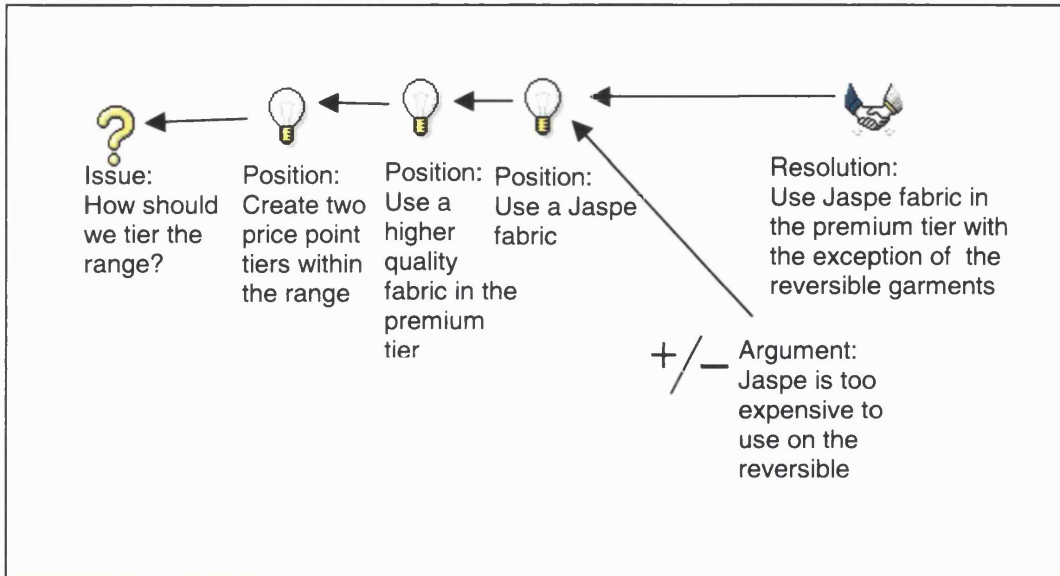 Issue:
How should
we tier the
range?
Position:
Create two
price point
tiers within
the range
Position:
Use a
higher
quality
fabric in the
premium
tier
Position:
Use a Jaspe
fabric
Resolution:
Use Jaspe fabric in
the premium tier with
the exception of the
reversible garments
+/−
Argument:
Jaspe is too
expensive to
use on the
reversible